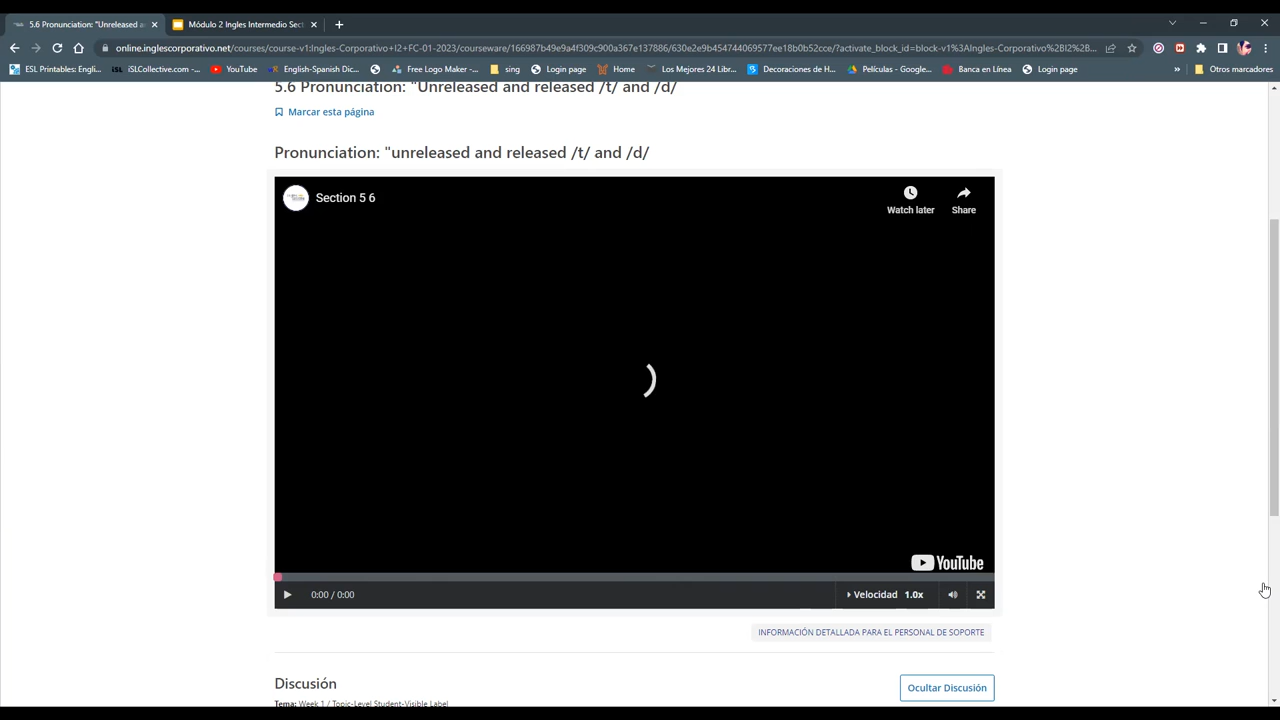 5.6 Pronunciation: "Unreleased a
Módulo 2 Ingles Intermedio Sect
online.inglescorporativo.net/courses/course-v1:Ingles-Corporativo+I2+FC-01-2023/courseware/166987b49e9a4f309c900a367e137886/630e2e9b454744069577ee18b0b52cce/?activate_block_id=block-v1%3AIngles-Corporativo%2BI2%2B...
ESL Printables: Engli...
iSLCollective.com -...
YouTube
English-Spanish Dic...
Free Logo Maker -...
sing
Login page
Home
Los Mejores 24 Libr...
Decoraciones de H...
Películas - Google...
Banca en Línea
Login page
»
Otros marcadores
5.6 Pronunciation: "Unreleased and released /t/ and /d/
Marcar esta página
Pronunciation: "unreleased and released /t/ and /d/
Section 5 6
Watch later
Share
YouTube
0:00 / 0:00
Velocidad 1.0x
INFORMACIÓN DETALLADA PARA EL PERSONAL DE SOPORTE
Discusión
Ocultar Discusión
Tema: Week 1 / Topic-Level Student-Visible Label